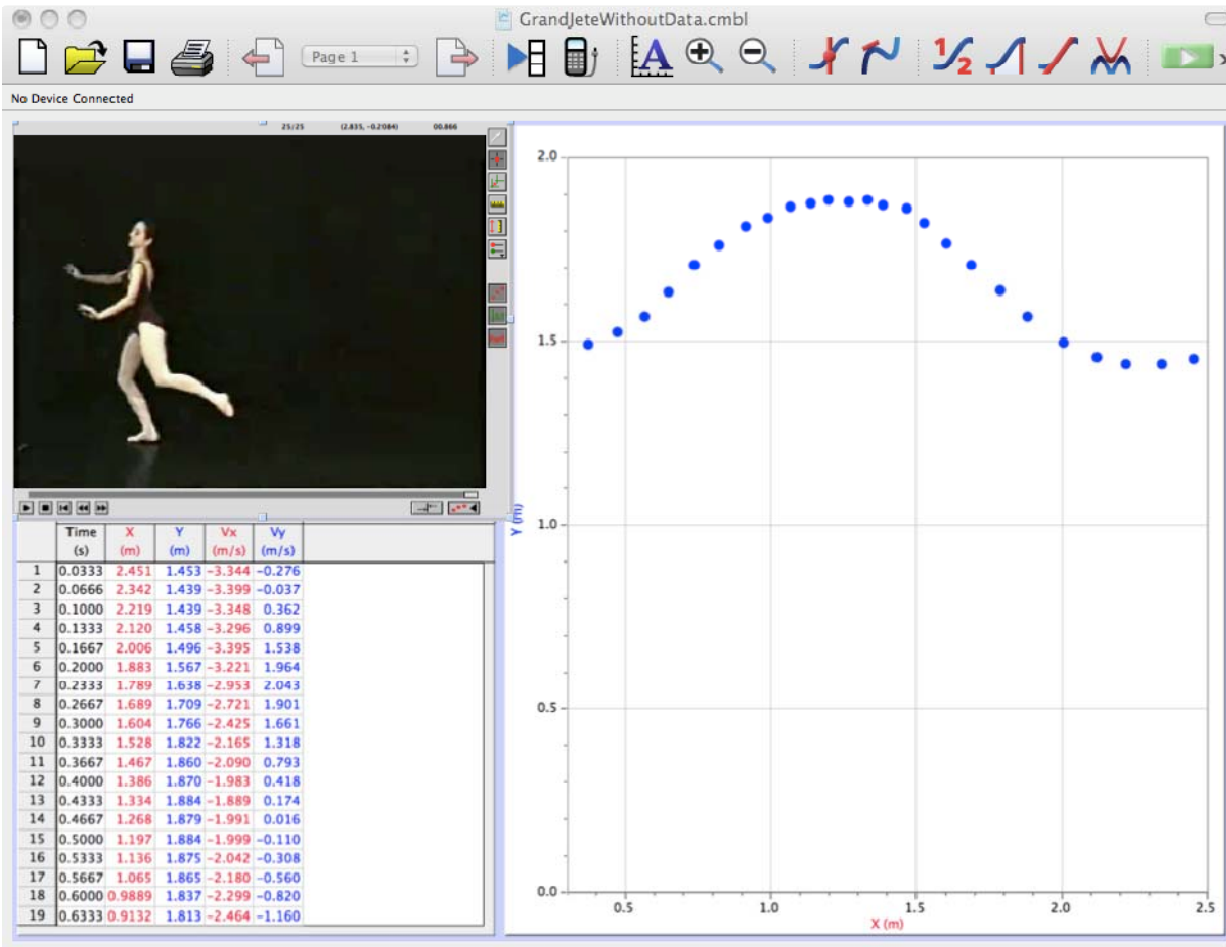 GrandJeteWithoutData.cmbl
Page 1
1/2
No Device Connected
25/25 (2.835, -0.2084) 00.866
Time X Y Vx Vy
(s) (m) (m) (m/s) (m/s)
1 0.0333 2.451 1.453 -3.344 -0.276
2 0.0666 2.342 1.439 -3.399 -0.037
3 0.1000 2.219 1.439 -3.348 0.362
4 0.1333 2.120 1.458 -3.296 0.899
5 0.1667 2.006 1.496 -3.395 1.538
6 0.2000 1.883 1.567 -3.221 1.964
7 0.2333 1.789 1.638 -2.953 2.043
8 0.2667 1.689 1.709 -2.721 1.901
9 0.3000 1.604 1.766 -2.425 1.661
10 0.3333 1.528 1.822 -2.165 1.318
11 0.3667 1.467 1.860 -2.090 0.793
12 0.4000 1.386 1.870 -1.983 0.418
13 0.4333 1.334 1.884 -1.889 0.174
14 0.4667 1.268 1.879 -1.991 0.016
15 0.5000 1.197 1.884 -1.999 -0.110
16 0.5333 1.136 1.875 -2.042 -0.308
17 0.5667 1.065 1.865 -2.180 -0.560
18 0.6000 0.9889 1.837 -2.299 -0.820
19 0.6333 0.9132 1.813 -2.464 -1.160
2.0
1.5
1.0
0.5
0.0
Y (m)
0.5 1.0 1.5 2.0 2.5
X (m)